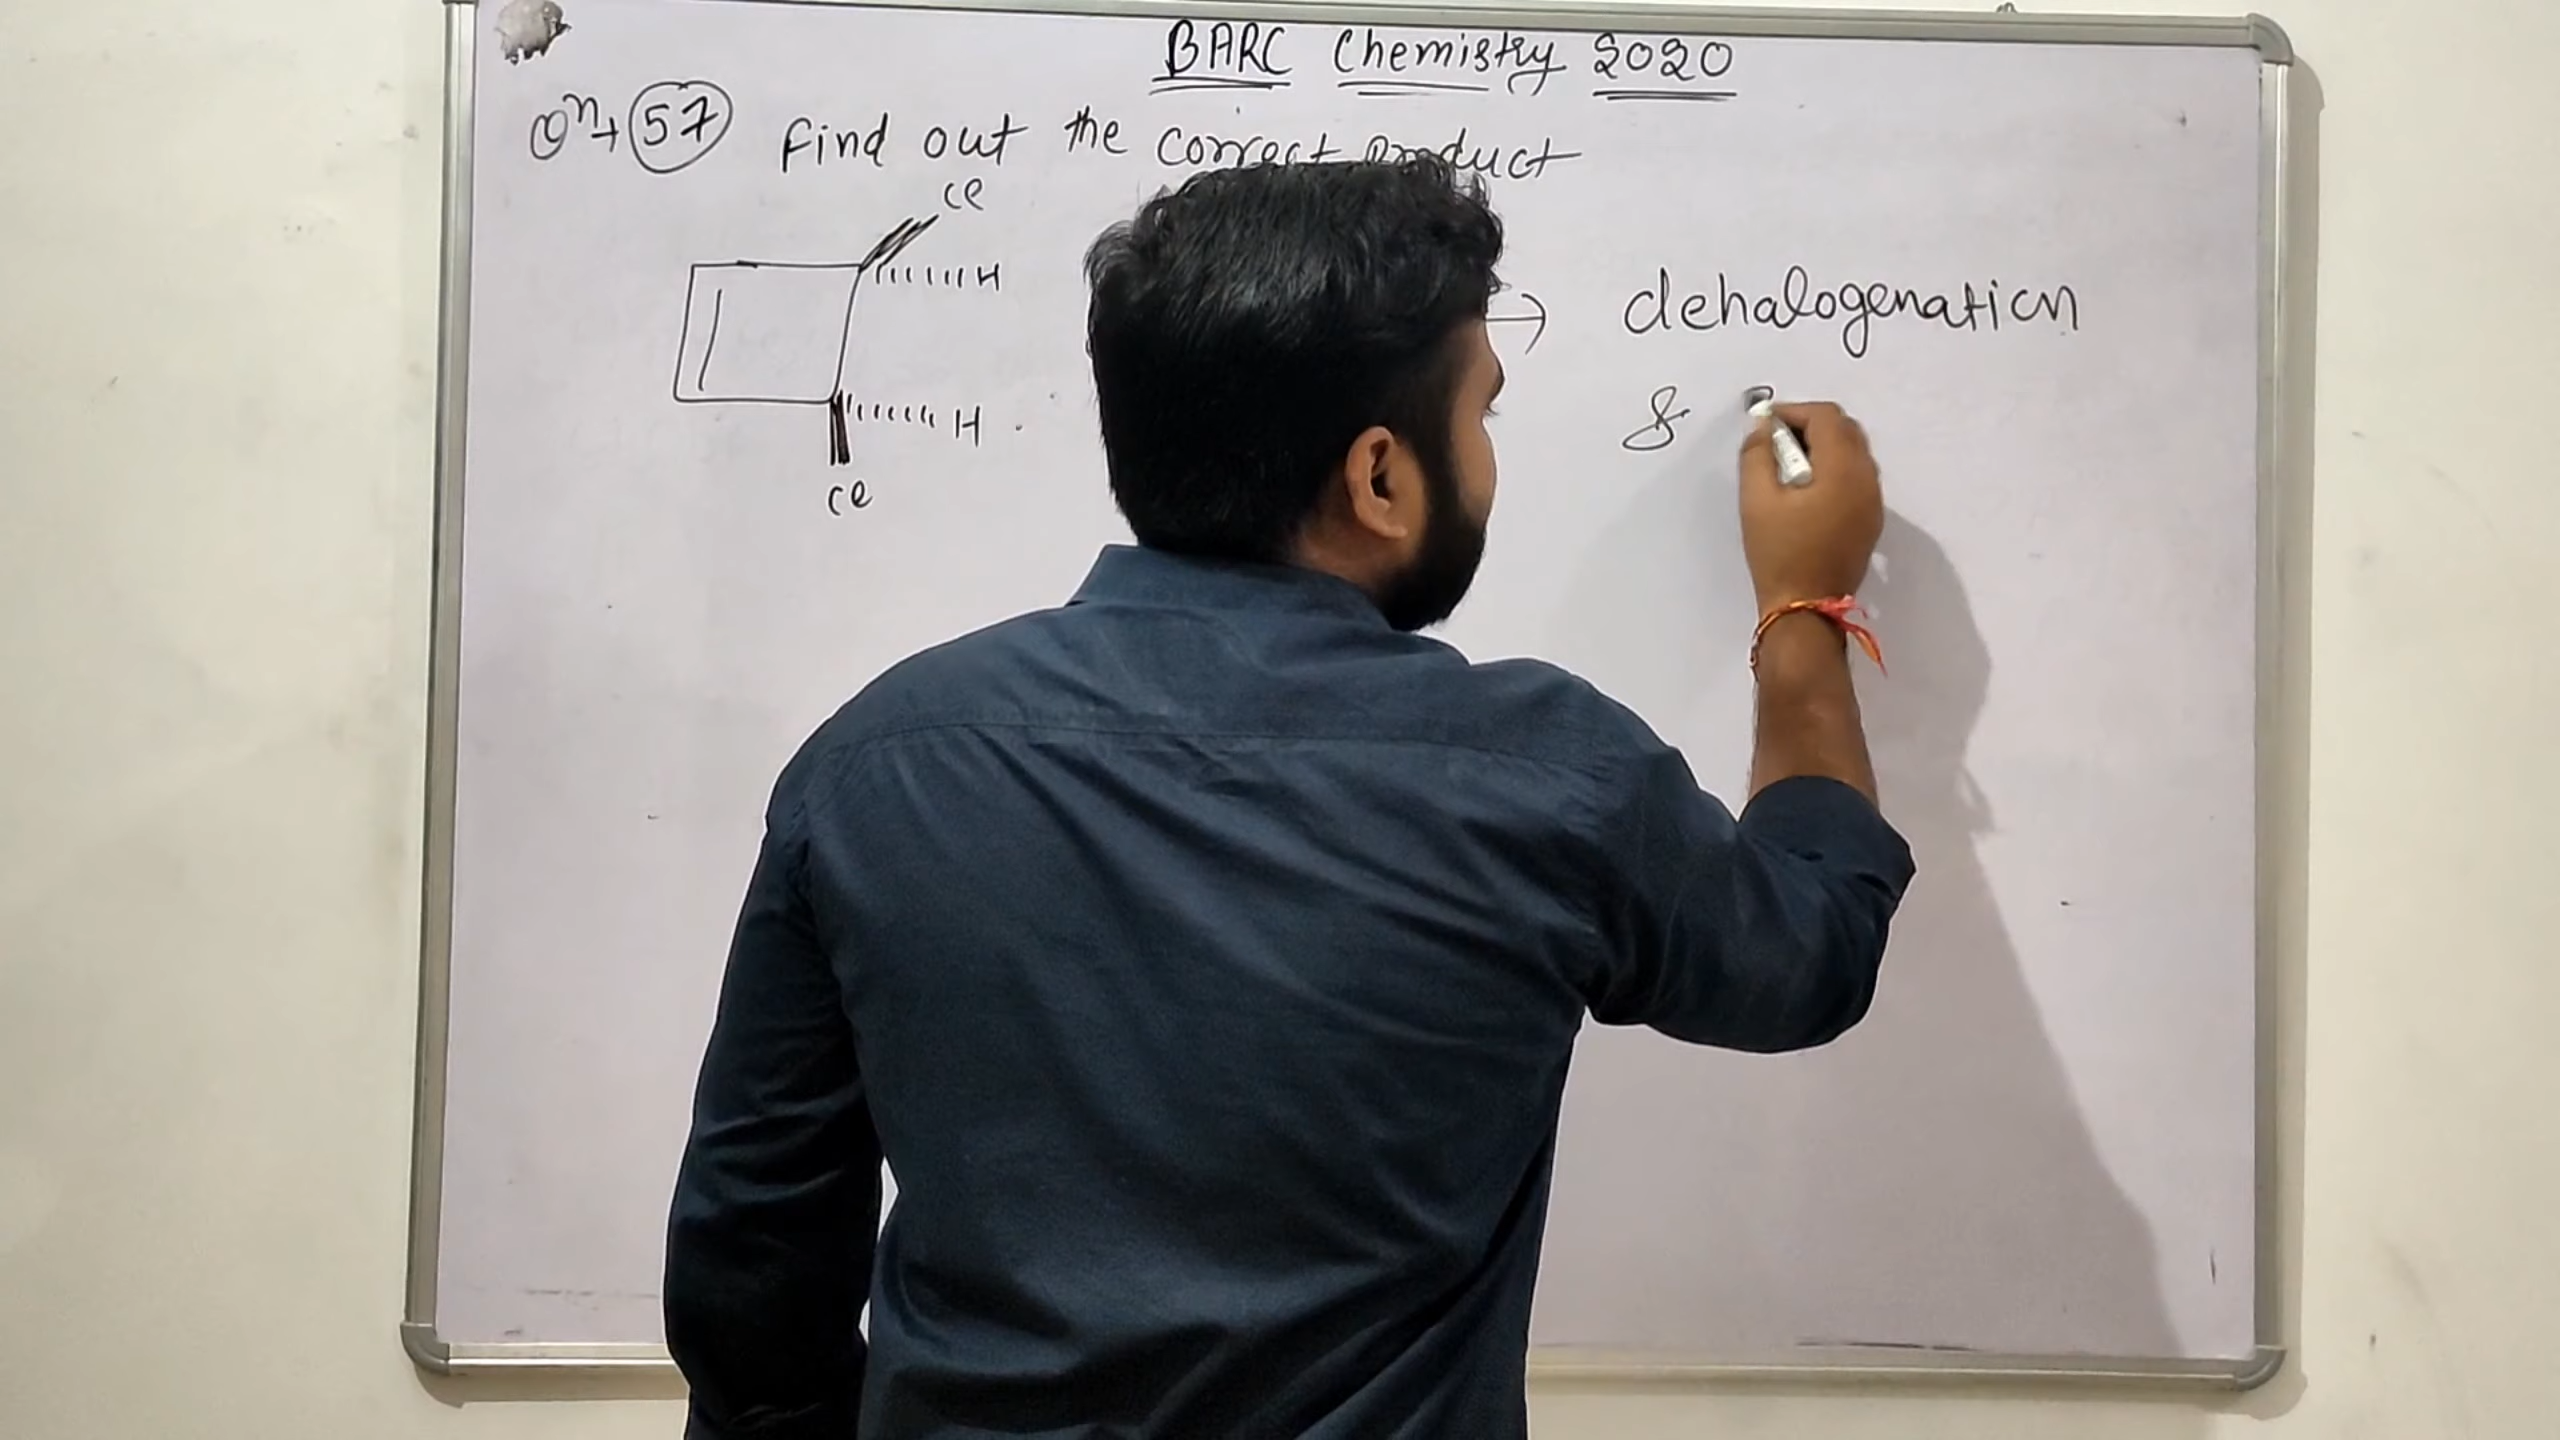 BARC Chemistry 2020
Qn → 57 Find out the correct product
Cl
H
→ dehalogenation
&
H
Cl